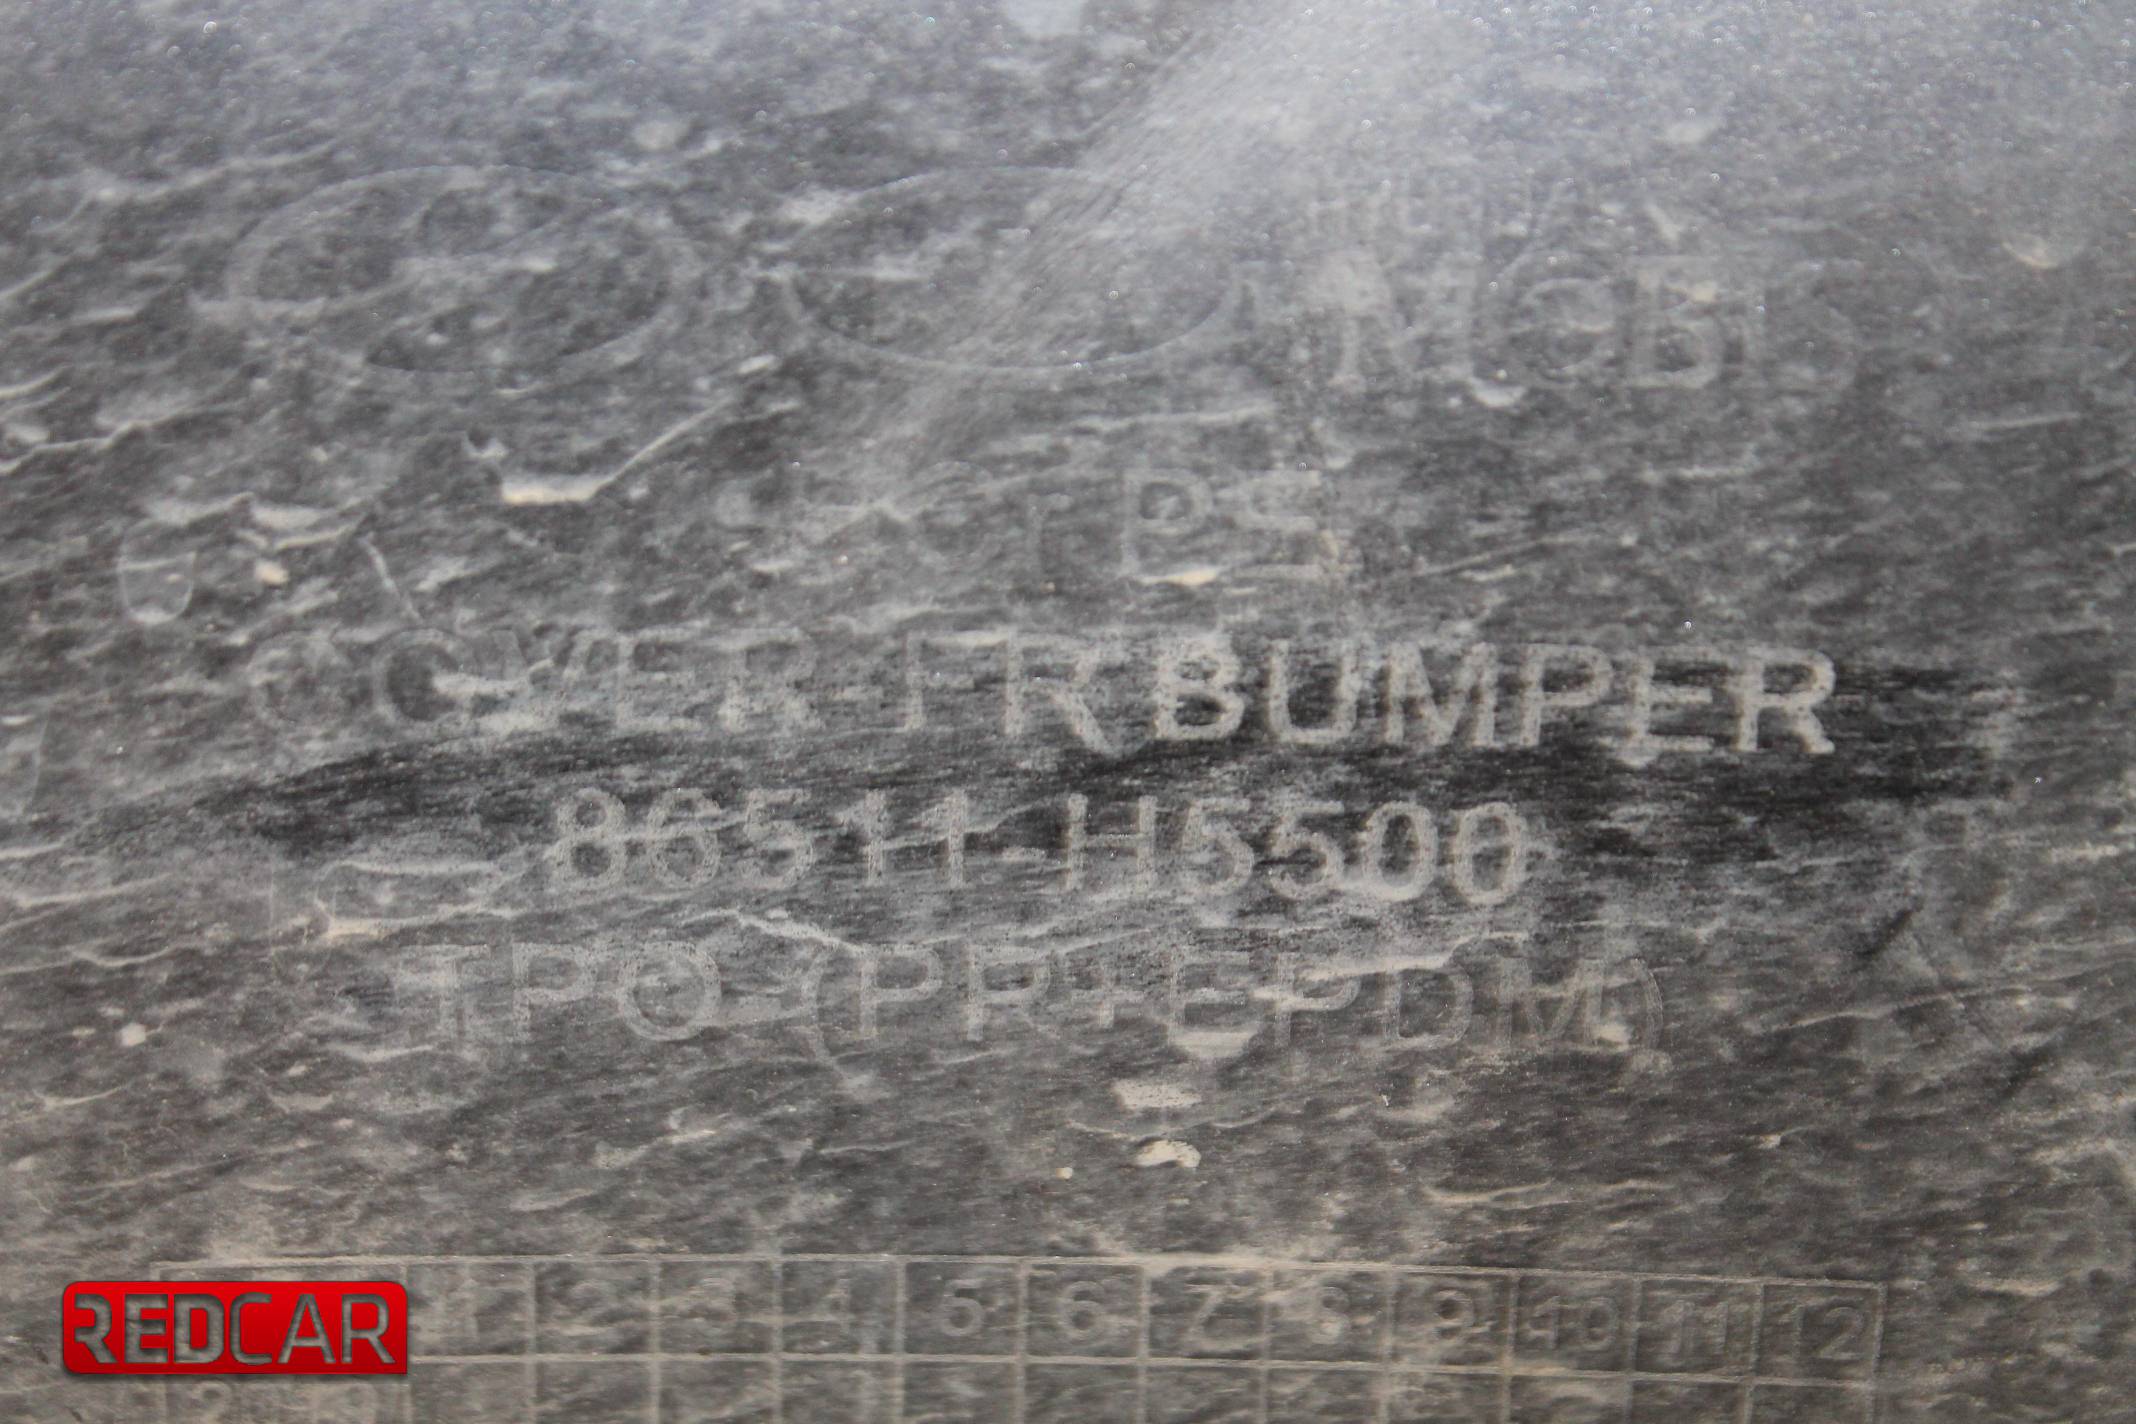 MOBIS
COVER-FR BUMPER
86511-H5500
TPO-(PP+EPDM)
1 2 3 4 5 6 7 8 9 10 11 12
REDCAR